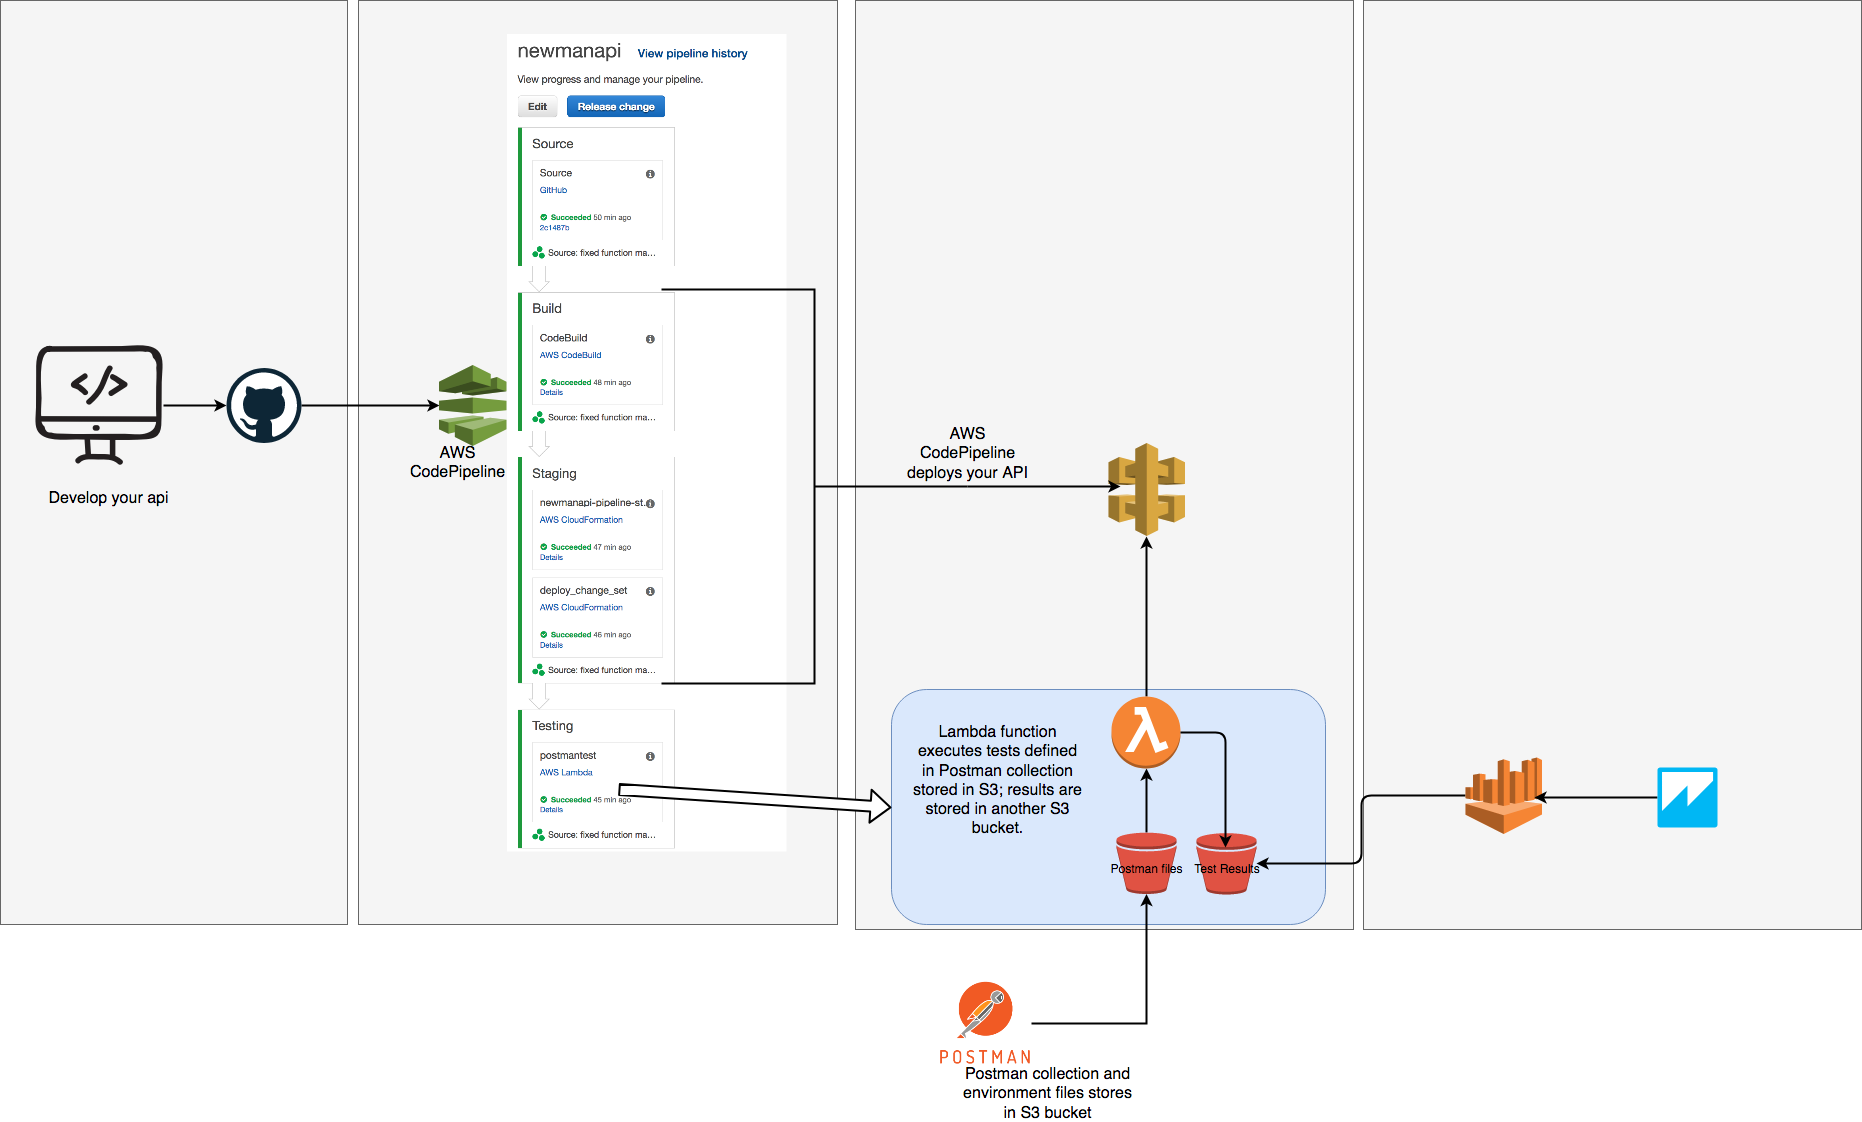 Develop your api
AWS
CodePipeline
newmanapi
View pipeline history
View progress and manage your pipeline.
Edit
Release change
Source
Source
GitHub
Succeeded 50 min ago
2c1487b
Source: fixed function ma...
Build
CodeBuild
AWS CodeBuild
Succeeded 48 min ago
Details
Source: fixed function ma...
Staging
newmanapi-pipeline-st...
AWS CloudFormation
Succeeded 47 min ago
Details
deploy_change_set
AWS CloudFormation
Succeeded 46 min ago
Details
Source: fixed function ma...
Testing
postmantest
AWS Lambda
Succeeded 45 min ago
Details
Source: fixed function ma...
AWS
CodePipeline
deploys your API
Lambda function
executes tests defined
in Postman collection
stored in S3; results are
stored in another S3
bucket.
Postman files
Test Results
POSTMAN
Postman collection and
environment files stores
in S3 bucket